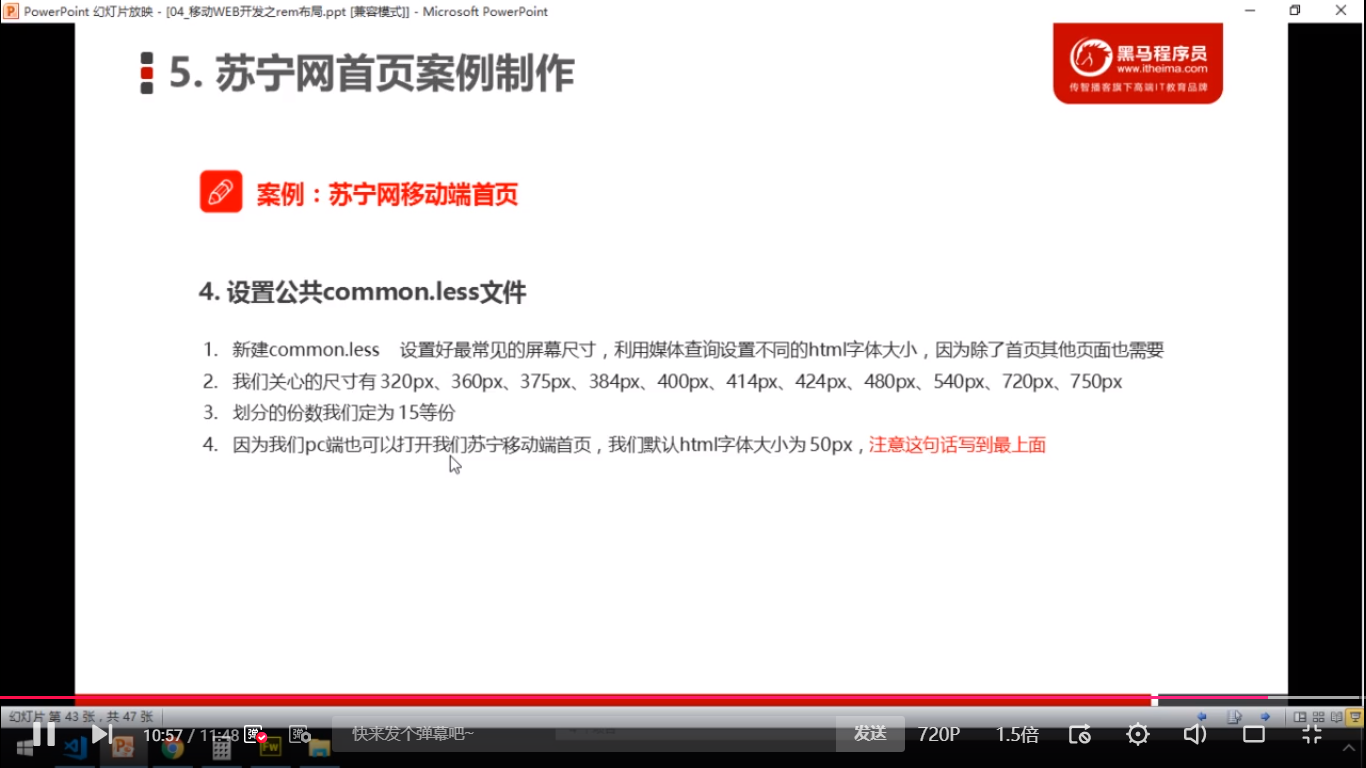 PowerPoint 幻灯片放映 - [04_移动WEB开发之rem布局.ppt [兼容模式]] - Microsoft PowerPoint
5. 苏宁网首页案例制作
黑马程序员
www.itheima.com
传智播客旗下高端IT教育品牌
案例：苏宁网移动端首页
4. 设置公共common.less文件
1. 新建common.less 设置好最常见的屏幕尺寸，利用媒体查询设置不同的html字体大小，因为除了首页其他页面也需要
2. 我们关心的尺寸有 320px、360px、375px、384px、400px、414px、424px、480px、540px、720px、750px
3. 划分的份数我们定为 15等份
4. 因为我们pc端也可以打开我们苏宁移动端首页，我们默认html字体大小为 50px，注意这句话写到最上面
幻灯片 第 43 张，共 47 张
10:57 / 11:48 快来发个弹幕吧~ 发送 720P 1.5倍